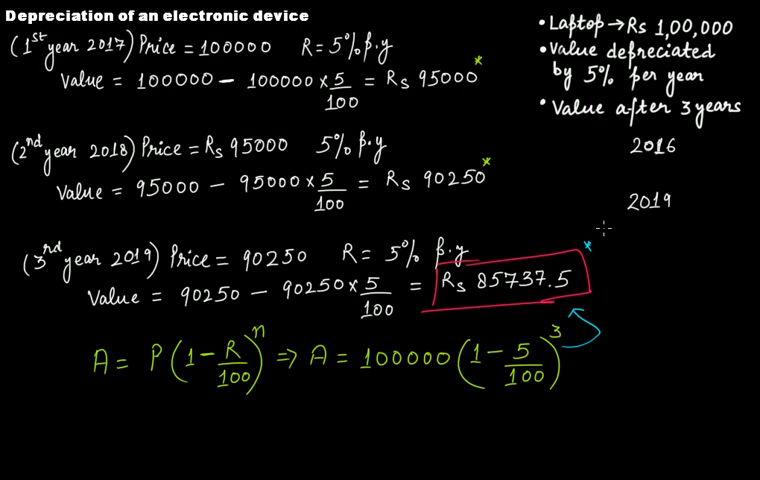 Depreciation of an electronic device
(1st year 2017) Price = 100000 R = 5% p.y
Value = 100000 - 100000 × 5/100 = Rs 95000*
(2nd year 2018) Price = Rs 95000 5% p.y
Value = 95000 - 95000 × 5/100 = Rs 90250*
(3rd year 2019) Price = 90250 R = 5% p.y
Value = 90250 - 90250 × 5/100 = Rs 85737.5*
A = P(1 - R/100)^n ⇒ A = 100000(1 - 5/100)^3
• Laptop → Rs 1,00,000
• Value depreciated
by 5% per year
• Value after 3 years
2016
2019